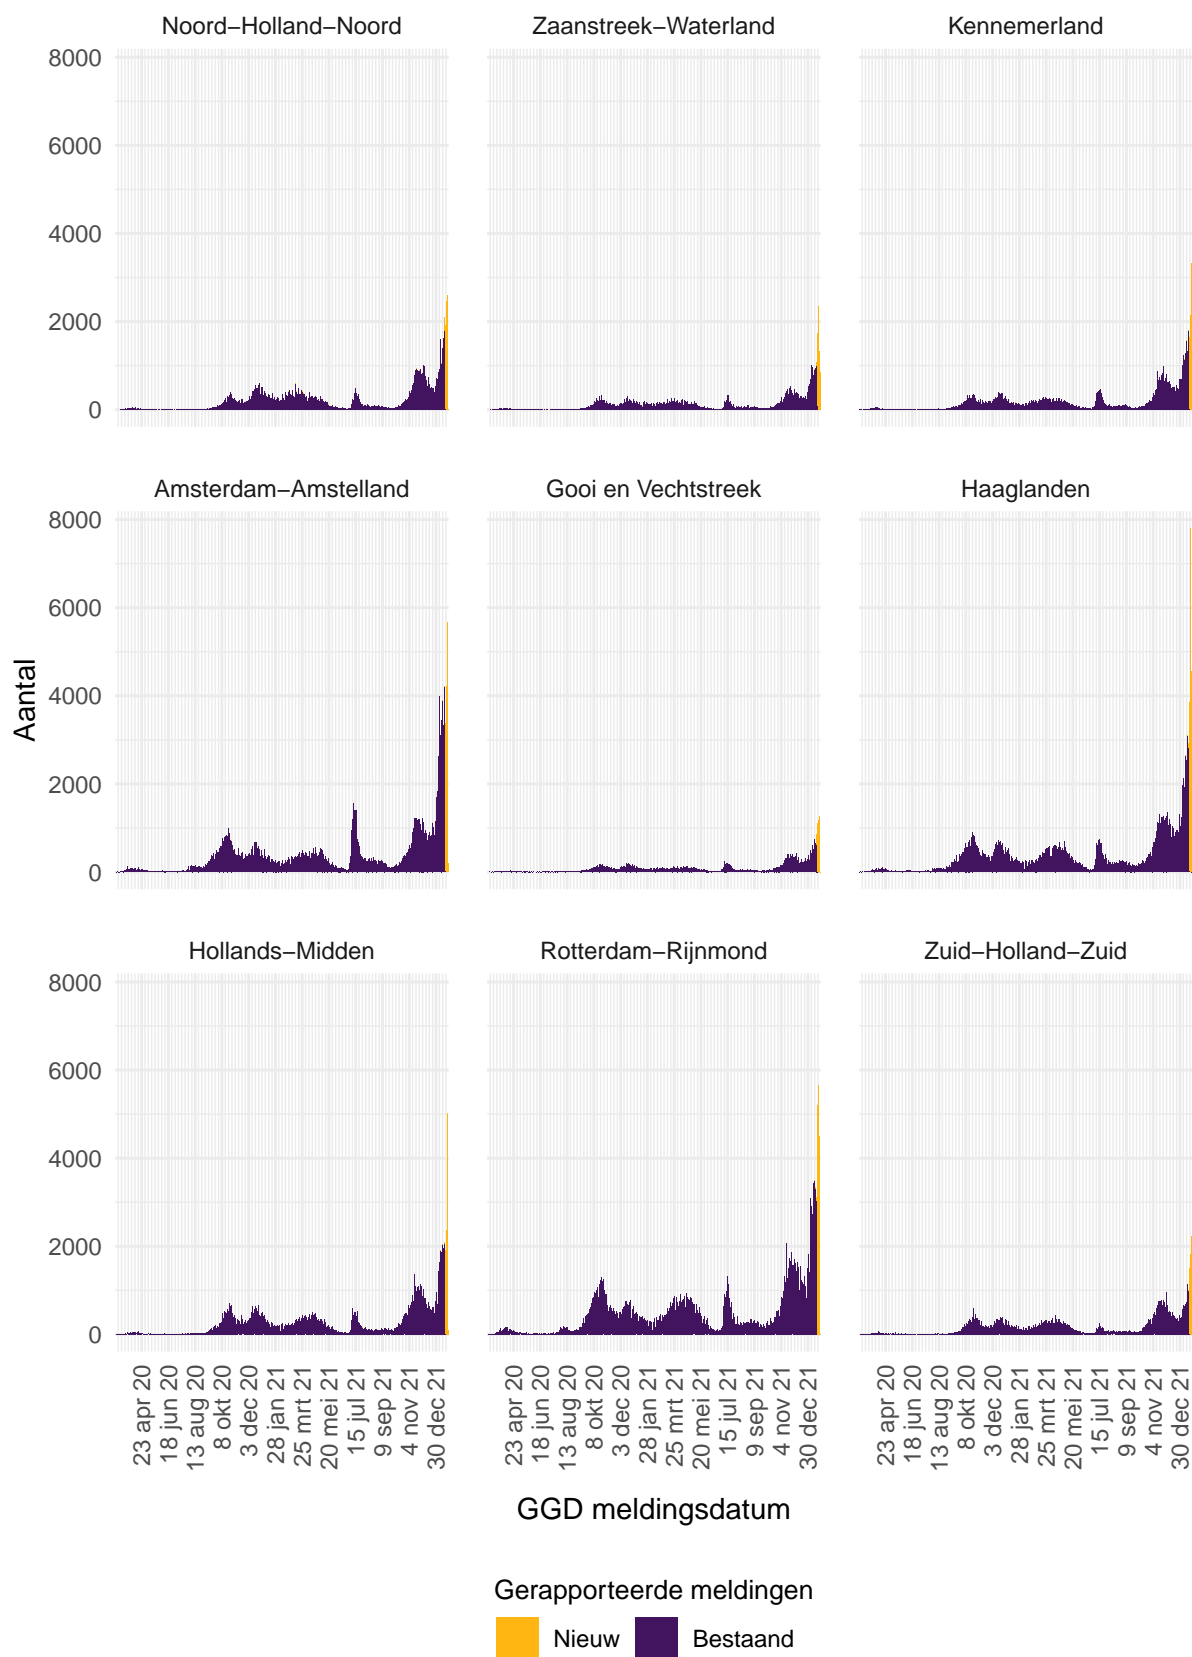 Noord−Holland−Noord
Zaanstreek−Waterland
Kennemerland
8000
6000
4000
2000
0
Amsterdam−Amstelland
Gooi en Vechtstreek
Haaglanden
8000
6000
4000
2000
0
Aantal
Hollands−Midden
Rotterdam−Rijnmond
Zuid−Holland−Zuid
8000
6000
4000
2000
0
23 apr 20
18 jun 20
13 aug 20
8 okt 20
3 dec 20
28 jan 21
25 mrt 21
20 mei 21
15 jul 21
9 sep 21
4 nov 21
30 dec 21
23 apr 20
18 jun 20
13 aug 20
8 okt 20
3 dec 20
28 jan 21
25 mrt 21
20 mei 21
15 jul 21
9 sep 21
4 nov 21
30 dec 21
23 apr 20
18 jun 20
13 aug 20
8 okt 20
3 dec 20
28 jan 21
25 mrt 21
20 mei 21
15 jul 21
9 sep 21
4 nov 21
30 dec 21
GGD meldingsdatum
Gerapporteerde meldingen
Nieuw
Bestaand